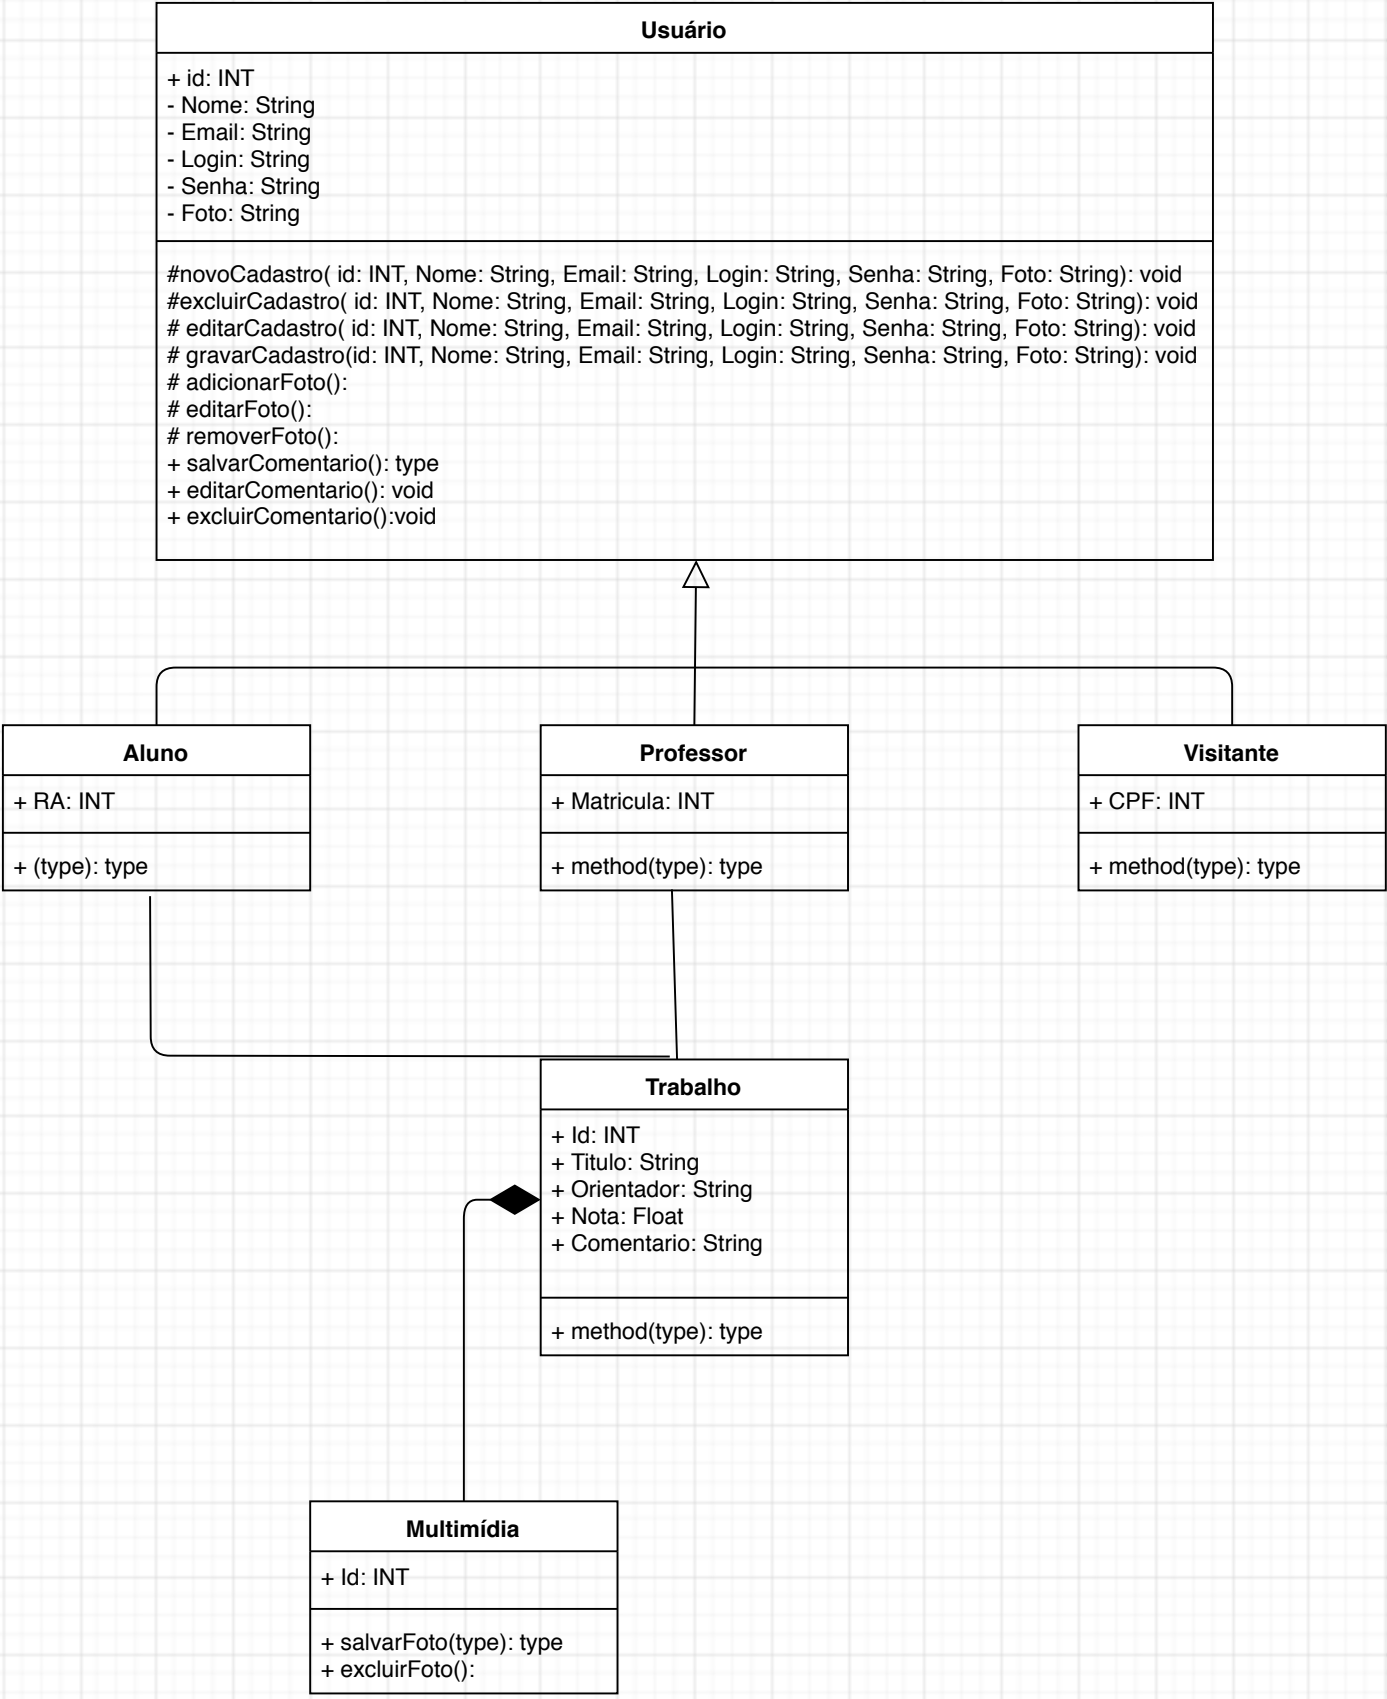 Usuário
+ id: INT
- Nome: String
- Email: String
- Login: String
- Senha: String
- Foto: String
#novoCadastro( id: INT, Nome: String, Email: String, Login: String, Senha: String, Foto: String): void
#excluirCadastro( id: INT, Nome: String, Email: String, Login: String, Senha: String, Foto: String): void
# editarCadastro( id: INT, Nome: String, Email: String, Login: String, Senha: String, Foto: String): void
# gravarCadastro(id: INT, Nome: String, Email: String, Login: String, Senha: String, Foto: String): void
# adicionarFoto():
# editarFoto():
# removerFoto():
+ salvarComentario(): type
+ editarComentario(): void
+ excluirComentario():void
Aluno
+ RA: INT
+ (type): type
Professor
+ Matricula: INT
+ method(type): type
Visitante
+ CPF: INT
+ method(type): type
Trabalho
+ Id: INT
+ Titulo: String
+ Orientador: String
+ Nota: Float
+ Comentario: String
+ method(type): type
Multimídia
+ Id: INT
+ salvarFoto(type): type
+ excluirFoto():